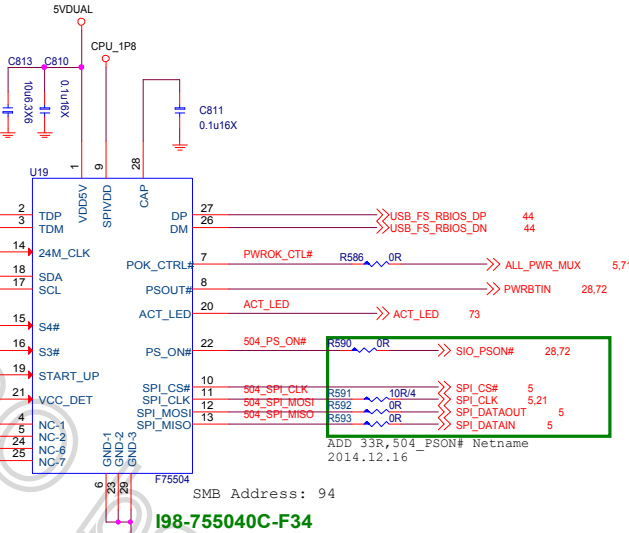 5VDUAL
CPU_1P8
C813 C810
10u6.3X6
0.1u16X
C811
0.1u16X
1
9
28
U19
VDD5V
SPIVDD
CAP
2 TDP DP 27 USB_FS_RBIOS_DP 44
3 TDM DM 26 USB_FS_RBIOS_DN 44
14 24M_CLK POK_CTRL# 7 PWROK_CTL# R586 0R ALL_PWR_MUX 5,71
18 SDA
17 SCL PSOUT# 8 PWRBTIN 28,72
ACT_LED 20 ACT_LED ACT_LED 73
15 S4#
16 S3# PS_ON# 22 504_PS_ON# R590 0R SIO_PSON# 28,72
19 START_UP
SPI_CS# 10 SPI_CS# 5
21 VCC_DET SPI_CLK 11 504_SPI_CLK R591 10R/4 SPI_CLK 5,21
SPI_MOSI 12 504_SPI_MOSI R592 0R SPI_DATAOUT 5
4 NC-1 SPI_MISO 13 504_SPI_MISO R593 0R SPI_DATAIN 5
5 NC-2
24 NC-6
25 NC-7
GND-1
GND-2
GND-3
ADD 33R,504_PSON# Netname
2014.12.16
6
23
29
F75504
SMB Address: 94
I98-755040C-F34